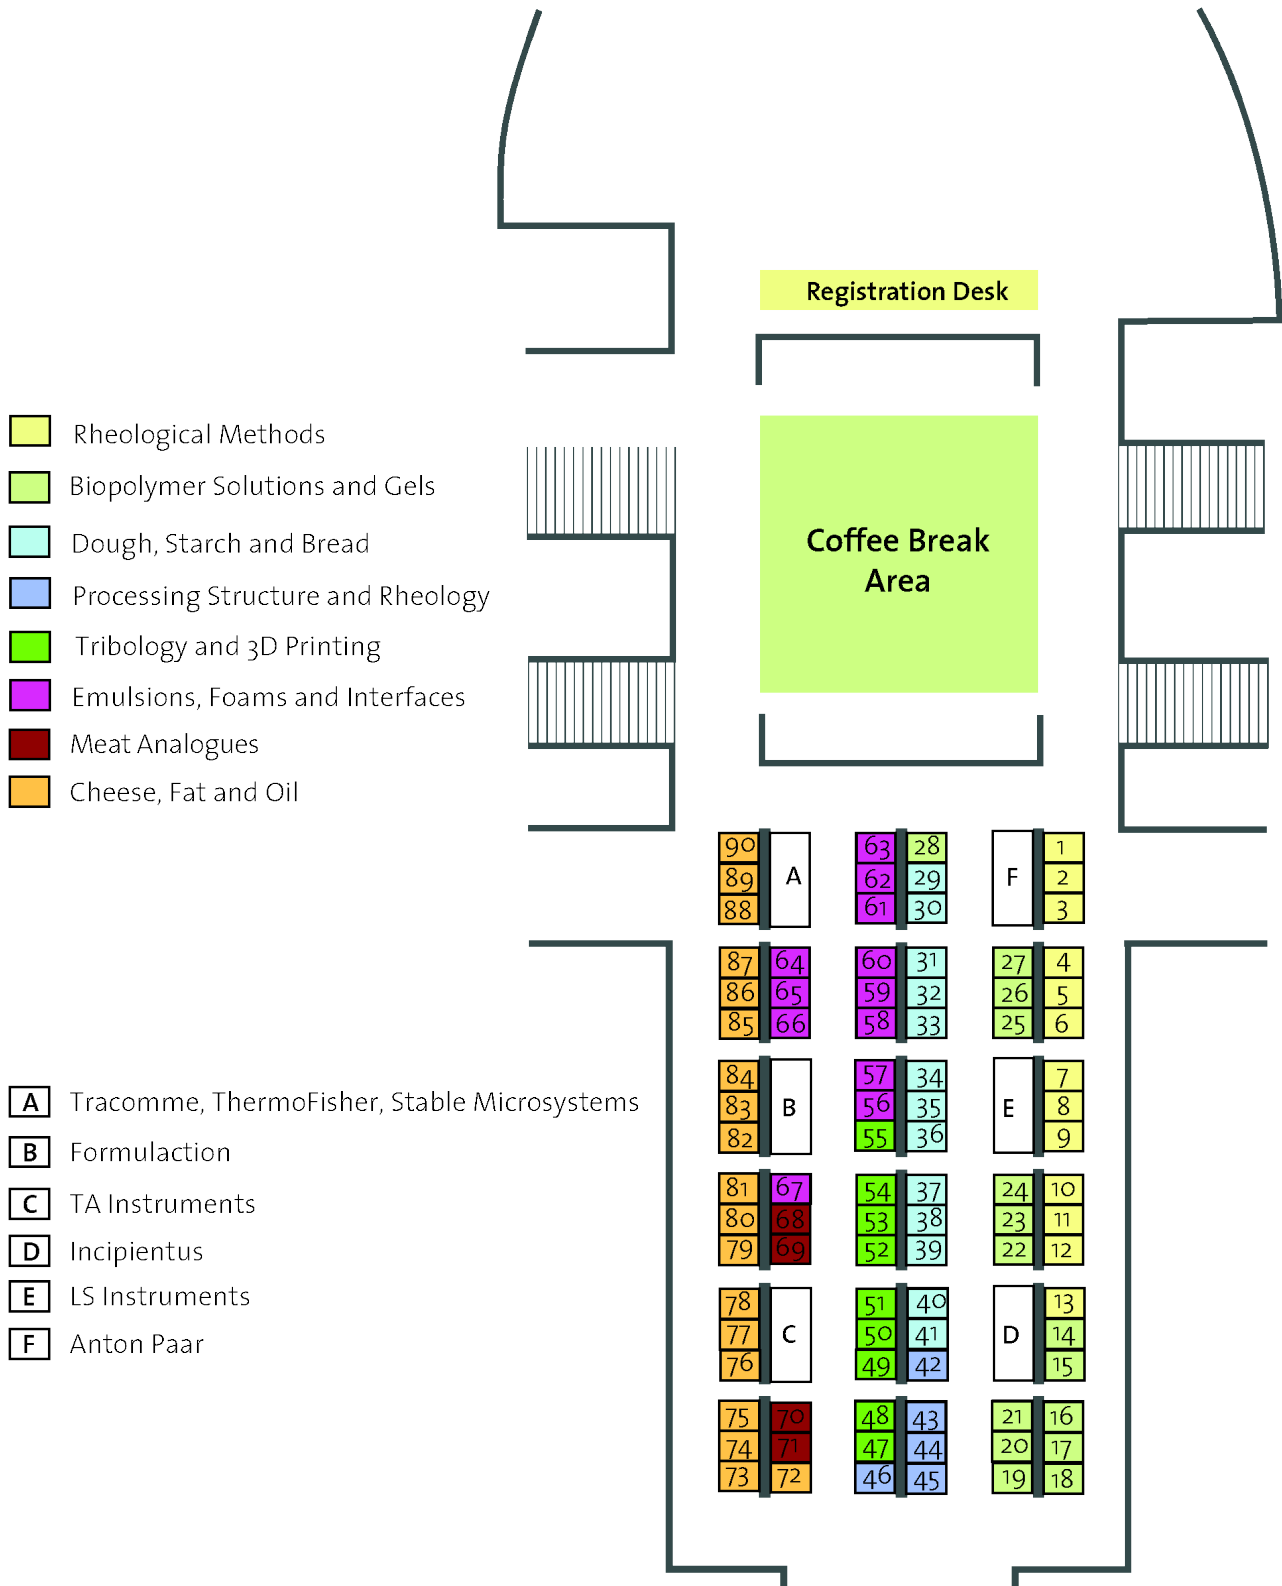 Registration Desk
Coffee Break
Area
Rheological Methods
Biopolymer Solutions and Gels
Dough, Starch and Bread
Processing Structure and Rheology
Tribology and 3D Printing
Emulsions, Foams and Interfaces
Meat Analogues
Cheese, Fat and Oil
A Tracomme, ThermoFisher, Stable Microsystems
B Formulaction
C TA Instruments
D Incipientus
E LS Instruments
F Anton Paar
90 A 63 28 F 1
89 62 29 2
88 61 30 3
87 64 60 31 27 4
86 65 59 32 26 5
85 66 58 33 25 6
84 B 57 34 E 7
83 56 35 8
82 55 36 9
81 67 54 37 24 10
80 68 53 38 23 11
79 69 52 39 22 12
78 C 51 40 D 13
77 50 41 14
76 49 42 15
75 70 48 43 21 16
74 71 47 44 20 17
73 72 46 45 19 18